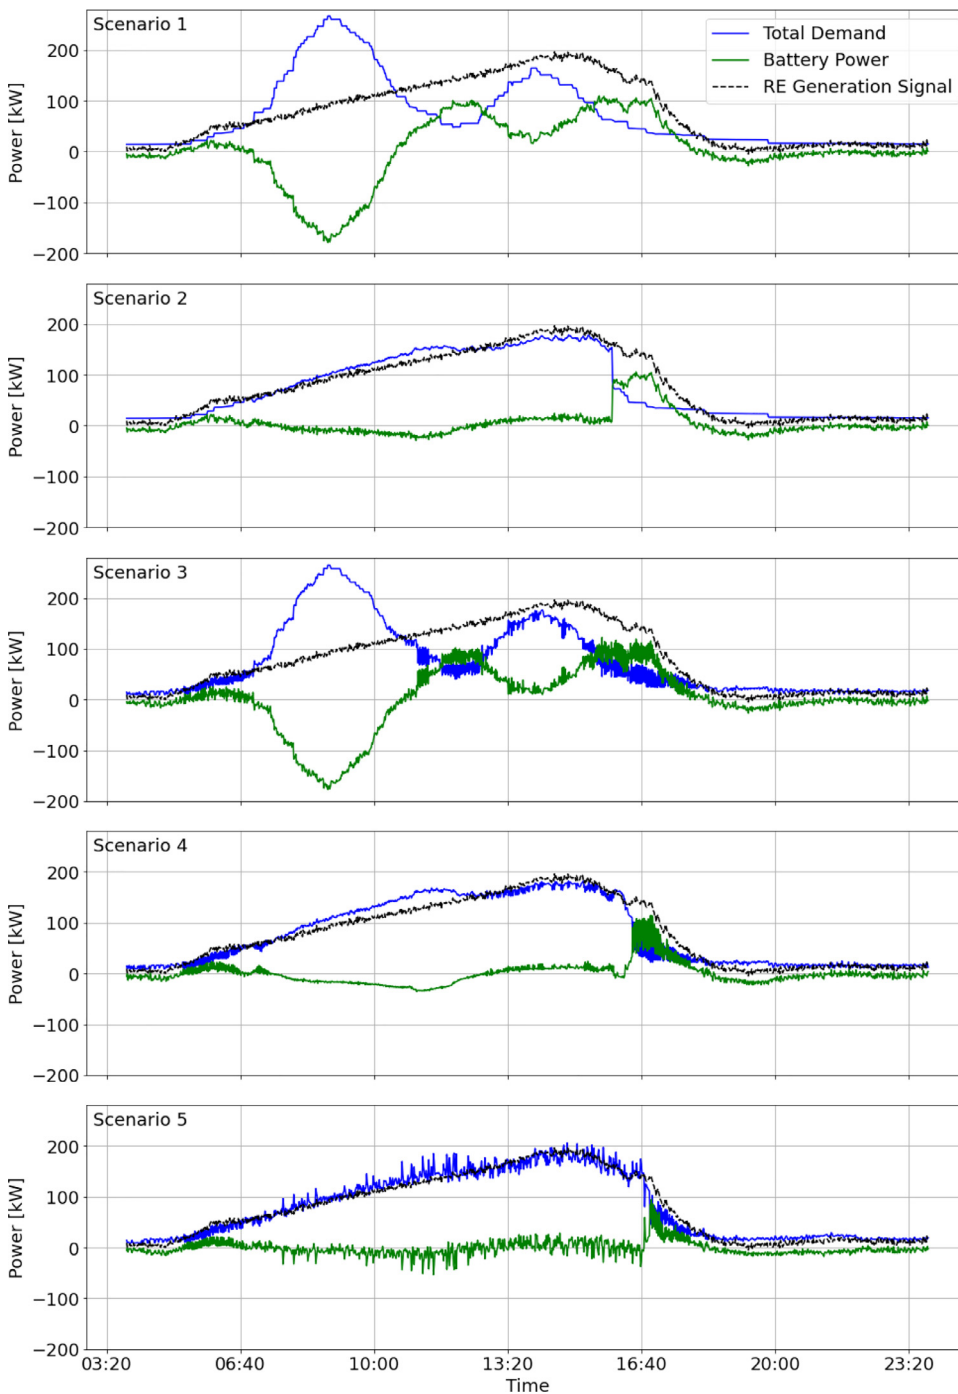 Scenario 1
Total Demand
Battery Power
RE Generation Signal
Power [kW]
200
100
0
−100
−200
Scenario 2
Power [kW]
200
100
0
−100
−200
Scenario 3
Power [kW]
200
100
0
−100
−200
Scenario 4
Power [kW]
200
100
0
−100
−200
Scenario 5
Power [kW]
200
100
0
−100
−200
03:20 06:40 10:00 13:20 16:40 20:00 23:20
Time